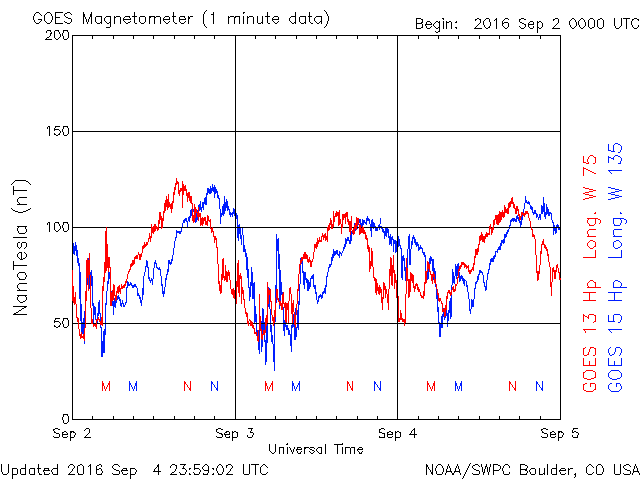 GOES Magnetometer (1 minute data)
Begin: 2016 Sep 2 0000 UTC
200
150
100
50
0
NanoTesla (nT)
M M N N M M N N M M N N
Sep 2 Sep 3 Sep 4 Sep 5
Universal Time
GOES 13 Hp Long. W 75
GOES 15 Hp Long. W 135
Updated 2016 Sep 4 23:59:02 UTC
NOAA/SWPC Boulder, CO USA